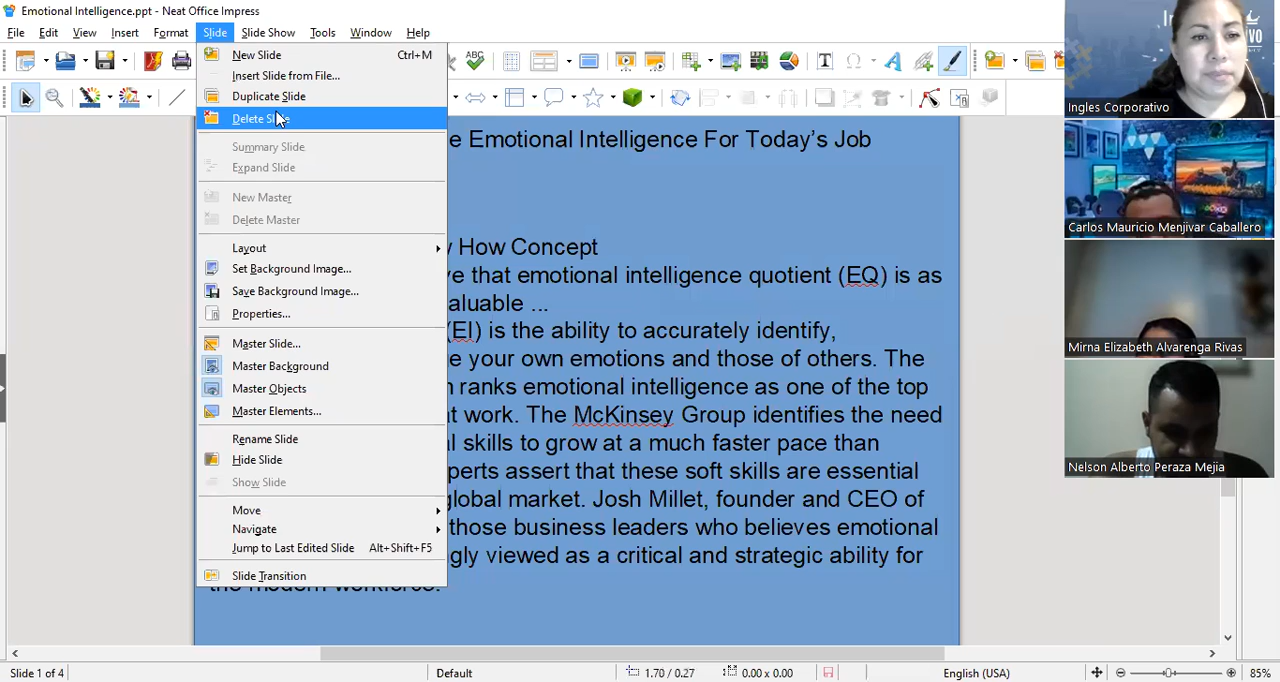 Emotional Intelligence.ppt - Neat Office Impress
File Edit View Insert Format Slide Slide Show Tools Window Help
New Slide Ctrl+M
Insert Slide from File...
Duplicate Slide
Delete
Summary Slide
Expand Slide
New Master
Delete Master
Layout
Set Background Image...
Save Background Image...
Properties...
Master Slide...
Master Background
Master Objects
Master Elements...
Rename Slide
Hide Slide
Show Slide
Move
Navigate
Jump to Last Edited Slide Alt+Shift+F5
Slide Transition
ABC
T
Ω
A
e Emotional Intelligence For Today's Job
How Concept
ve that emotional intelligence quotient (EQ) is as
aluable ...
(EI) is the ability to accurately identify,
e your own emotions and those of others. The
ranks emotional intelligence as one of the top
at work. The McKinsey Group identifies the need
l skills to grow at a much faster pace than
perts assert that these soft skills are essential
global market. Josh Millet, founder and CEO of
those business leaders who believes emotional
gly viewed as a critical and strategic ability for
the modern workforce.
Ingles Corporativo
Carlos Mauricio Menjivar Caballero
Mirna Elizabeth Alvarenga Rivas
Nelson Alberto Peraza Mejia
Slide 1 of 4 Default 1.70 / 0.27 0.00 x 0.00 English (USA) 85%